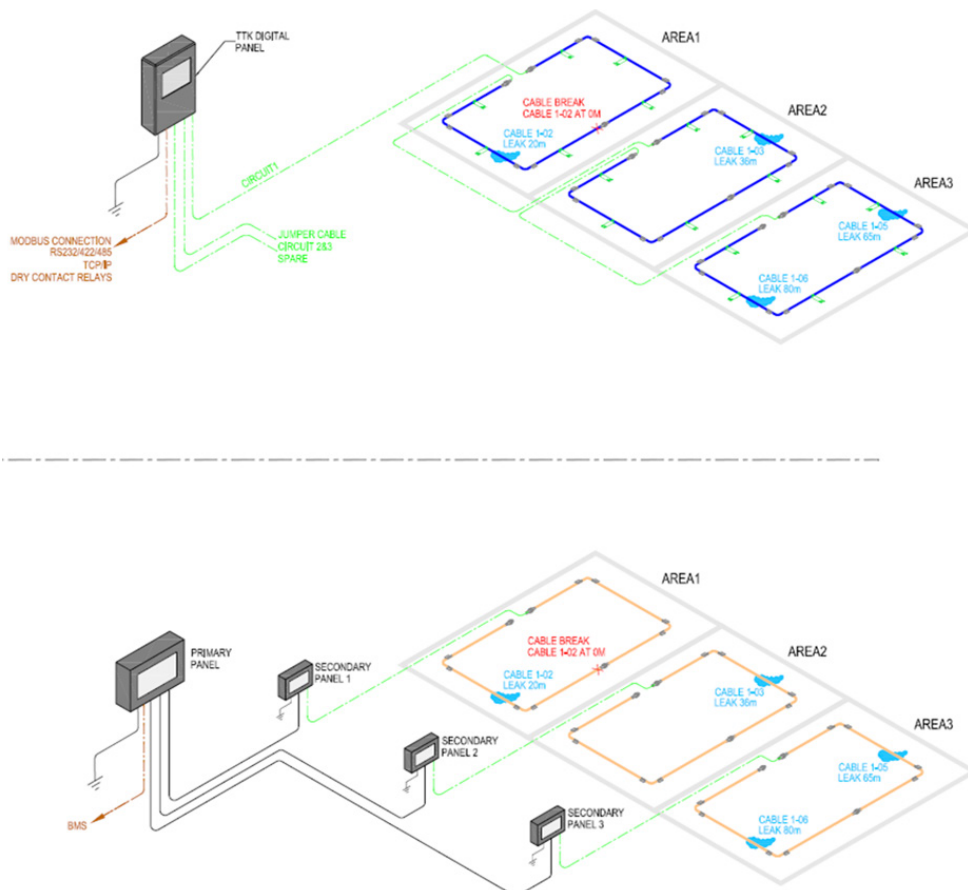 TTK DIGITAL
PANEL
AREA1
CABLE BREAK
CABLE 1-02 AT 0M
CABLE 1-02
LEAK 20m
AREA2
CABLE 1-03
LEAK 36m
AREA3
CABLE 1-05
LEAK 65m
CABLE 1-06
LEAK 80m
CIRCUIT1
JUMPER CABLE
CIRCUIT 2&3
SPARE
MODBUS CONNECTION
RS232/422/485
TCP/IP
DRY CONTACT RELAYS
AREA1
PRIMARY
PANEL
SECONDARY
PANEL 1
CABLE BREAK
CABLE 1-02 AT 0M
CABLE 1-02
LEAK 20m
AREA2
CABLE 1-03
LEAK 36m
SECONDARY
PANEL 2
AREA3
CABLE 1-05
LEAK 65m
SECONDARY
PANEL 3
CABLE 1-06
LEAK 80m
BMS